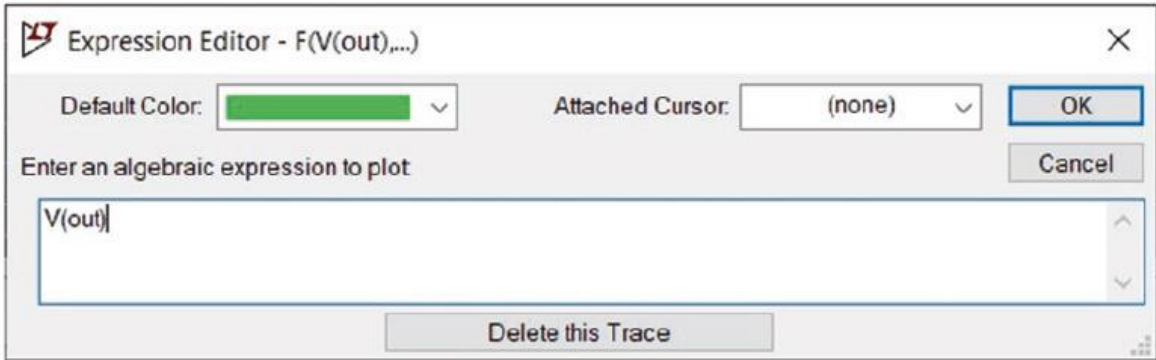 Expression Editor - F(V(out),...)
Default Color: Attached Cursor: (none) OK
Enter an algebraic expression to plot: Cancel
V(out)
Delete this Trace